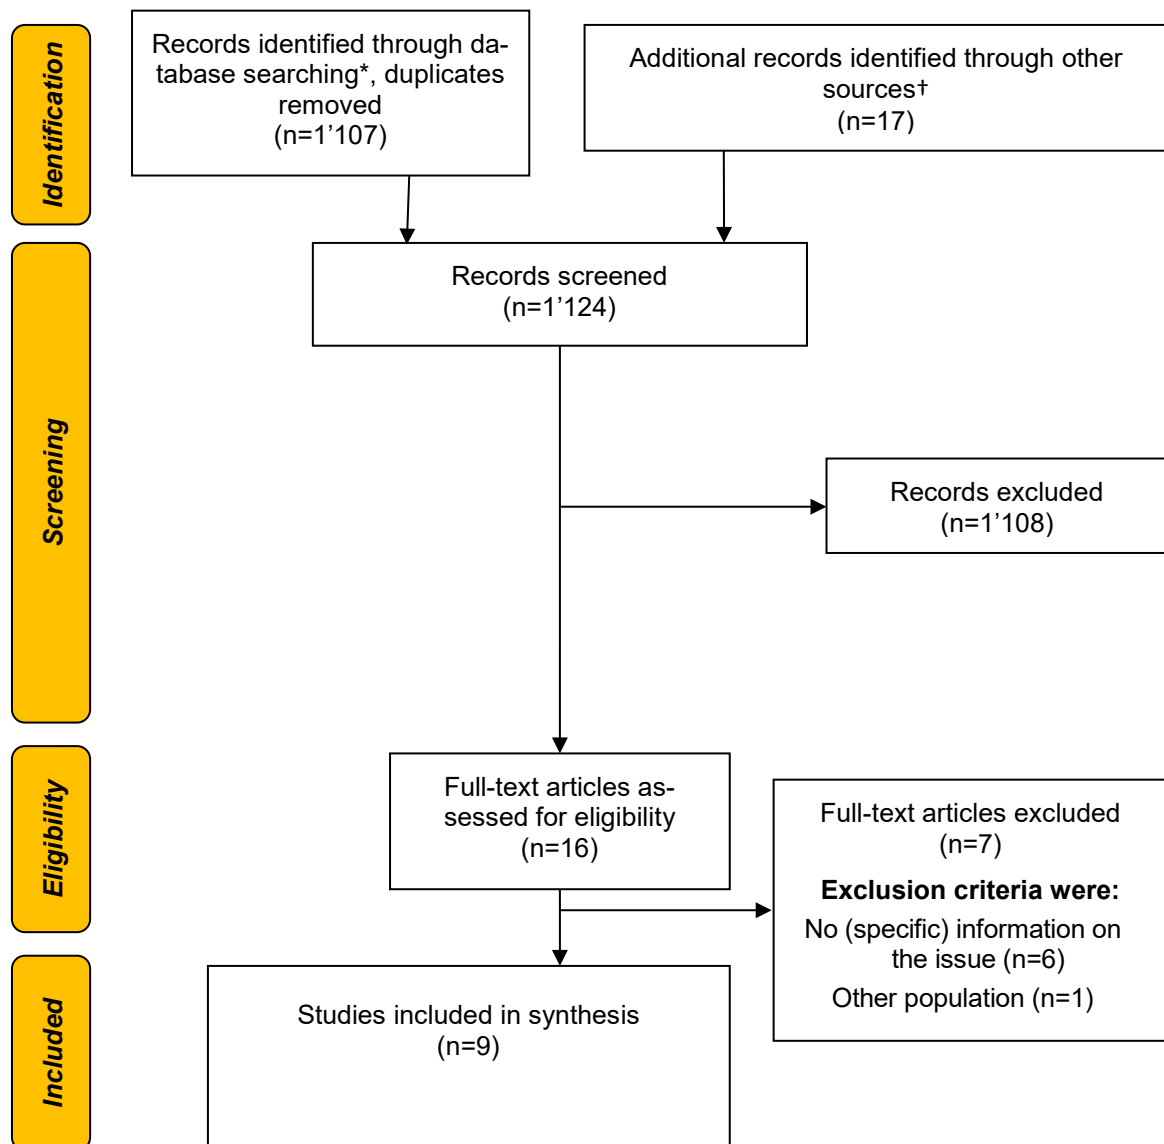 Identification
Records identified through da-
tabase searching*, duplicates
removed
(n=1’107)
Additional records identified through other
sources†
(n=17)
Screening
Records screened
(n=1’124)
Records excluded
(n=1’108)
Eligibility
Full-text articles as-
sessed for eligibility
(n=16)
Full-text articles excluded
(n=7)
Exclusion criteria were:
No (specific) information on
the issue (n=6)
Other population (n=1)
Included
Studies included in synthesis
(n=9)